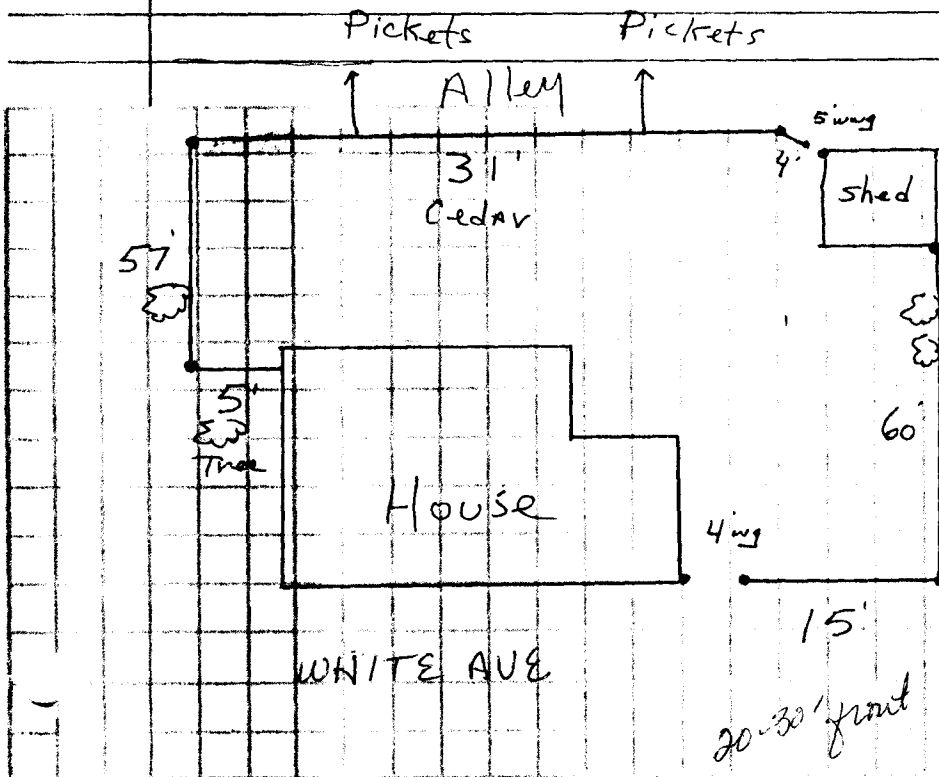 Pickets Pickets
Alley
5 wing
4'
31'
Cedar
shed
57'
5'
Tree
60'
House
4' wg
15'
WHITE AVE
20-30' front